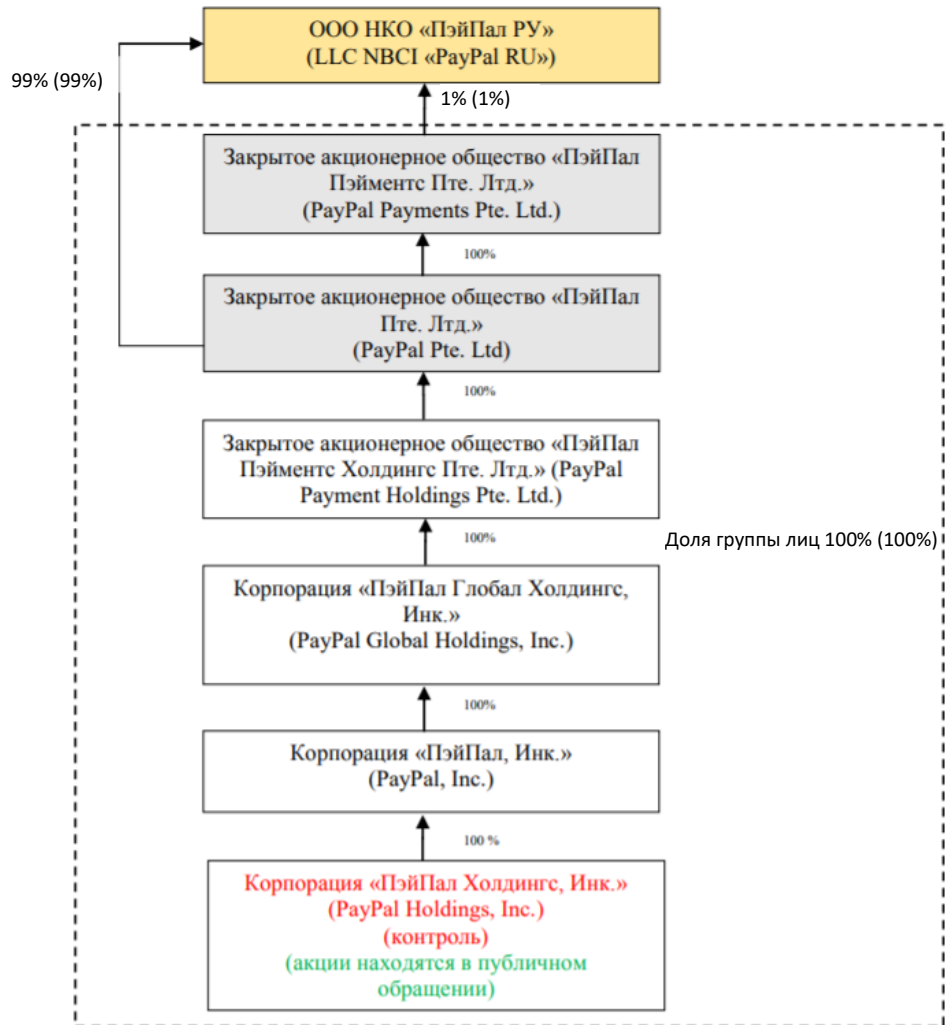 ООО НКО «ПэйПал РУ»
(LLC NBCI «PayPal RU»)
99% (99%)
1% (1%)
Закрытое акционерное общество «ПэйПал
Пэйментс Пте. Лтд.»
(PayPal Payments Pte. Ltd.)
100%
Закрытое акционерное общество «ПэйПал
Пте. Лтд.»
(PayPal Pte. Ltd)
100%
Закрытое акционерное общество «ПэйПал
Пэйментс Холдингс Пте. Лтд.» (PayPal
Payment Holdings Pte. Ltd.)
100%
Доля группы лиц 100% (100%)
Корпорация «ПэйПал Глобал Холдингс,
Инк.»
(PayPal Global Holdings, Inc.)
100%
Корпорация «ПэйПал, Инк.»
(PayPal, Inc.)
100 %
Корпорация «ПэйПал Холдингс, Инк.»
(PayPal Holdings, Inc.)
(контроль)
(акции находятся в публичном
обращении)